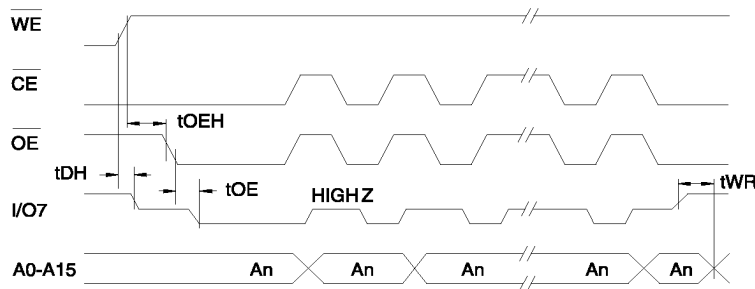 WE
CE
tOEH
OE
tDH
tOE
HIGH Z
tWR
I/O7
A0-A15
An
An
An
An
An